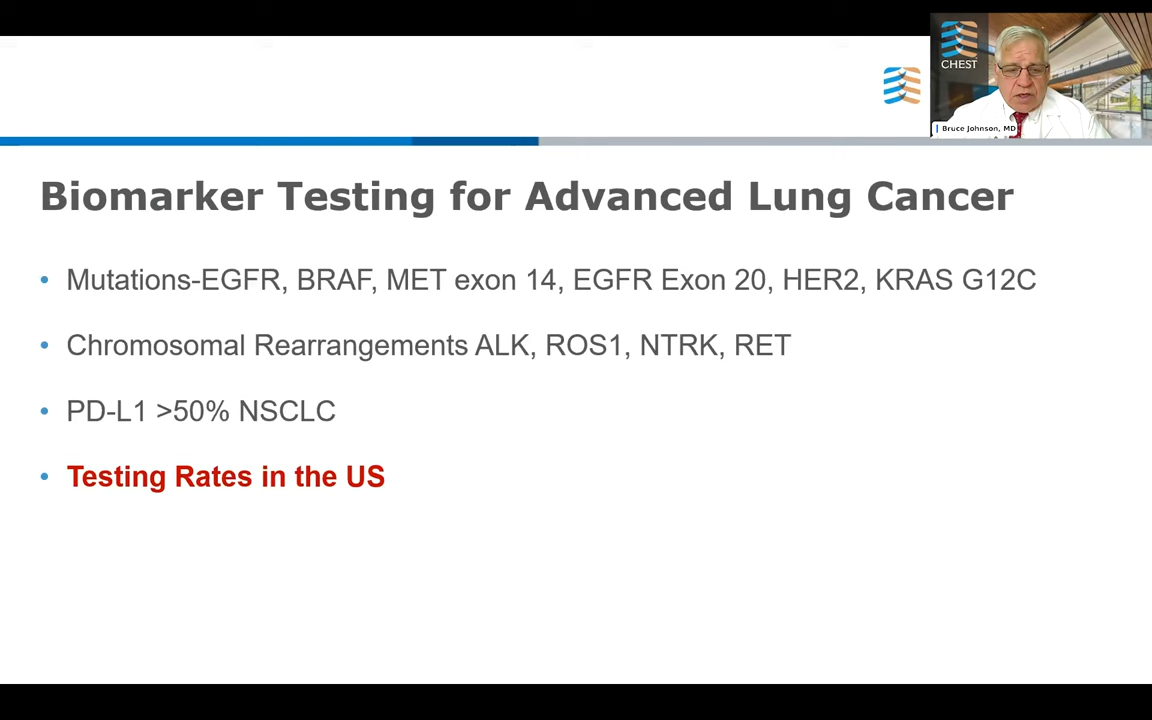 CHEST
Bruce Johnson, MD
Biomarker Testing for Advanced Lung Cancer
• Mutations-EGFR, BRAF, MET exon 14, EGFR Exon 20, HER2, KRAS G12C
• Chromosomal Rearrangements ALK, ROS1, NTRK, RET
• PD-L1 >50% NSCLC
• Testing Rates in the US